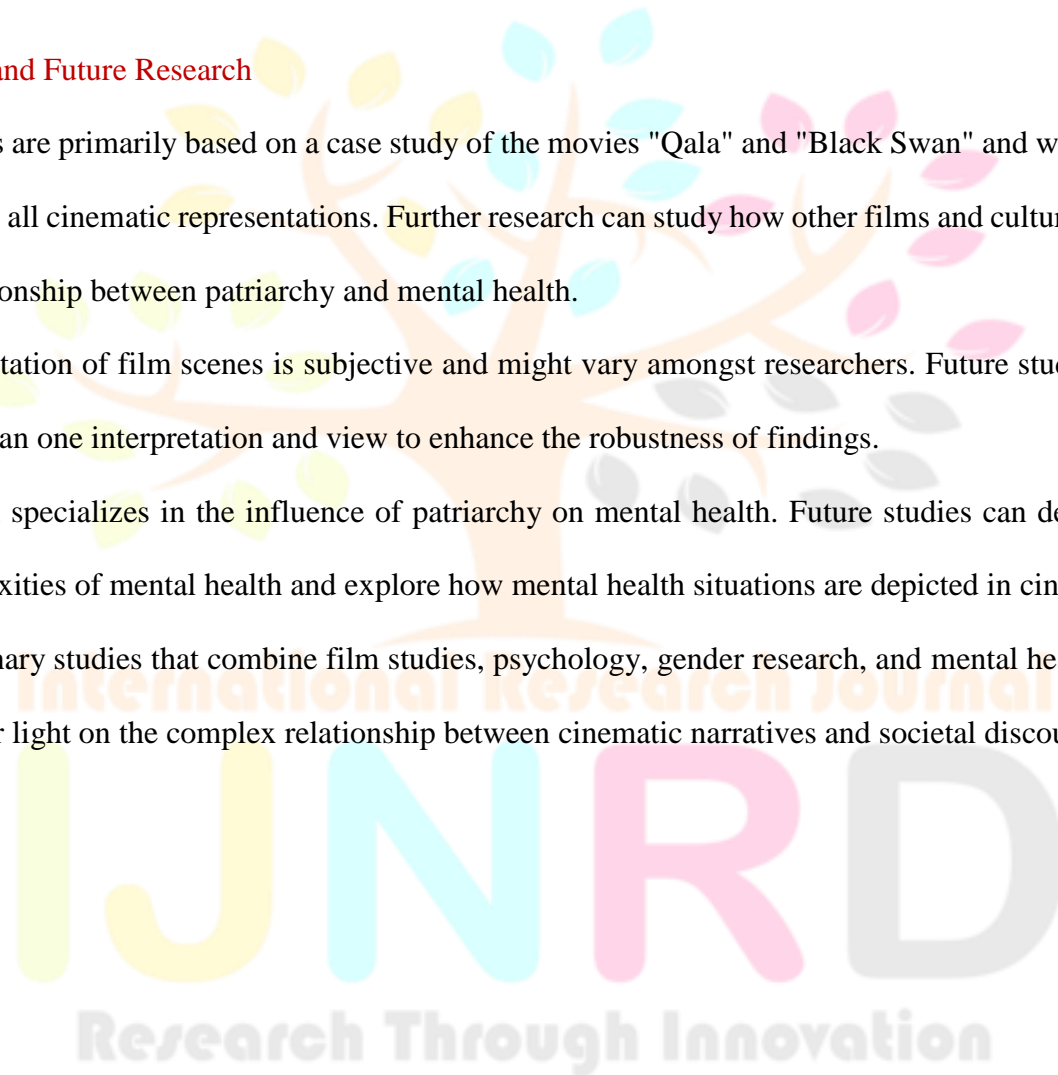 and Future Research
s are primarily based on a case study of the movies "Qala" and "Black Swan" and w
all cinematic representations. Further research can study how other films and cultur
onship between patriarchy and mental health.
tation of film scenes is subjective and might vary amongst researchers. Future stud
an one interpretation and view to enhance the robustness of findings.
specializes in the influence of patriarchy on mental health. Future studies can de
xities of mental health and explore how mental health situations are depicted in cin
nary studies that combine film studies, psychology, gender research, and mental hea
International Research Journal
r light on the complex relationship between cinematic narratives and societal discou
IJNRD
Research Through Innovation